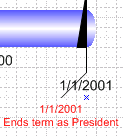 00
1/1/2001
1/1/2001
Ends term as President